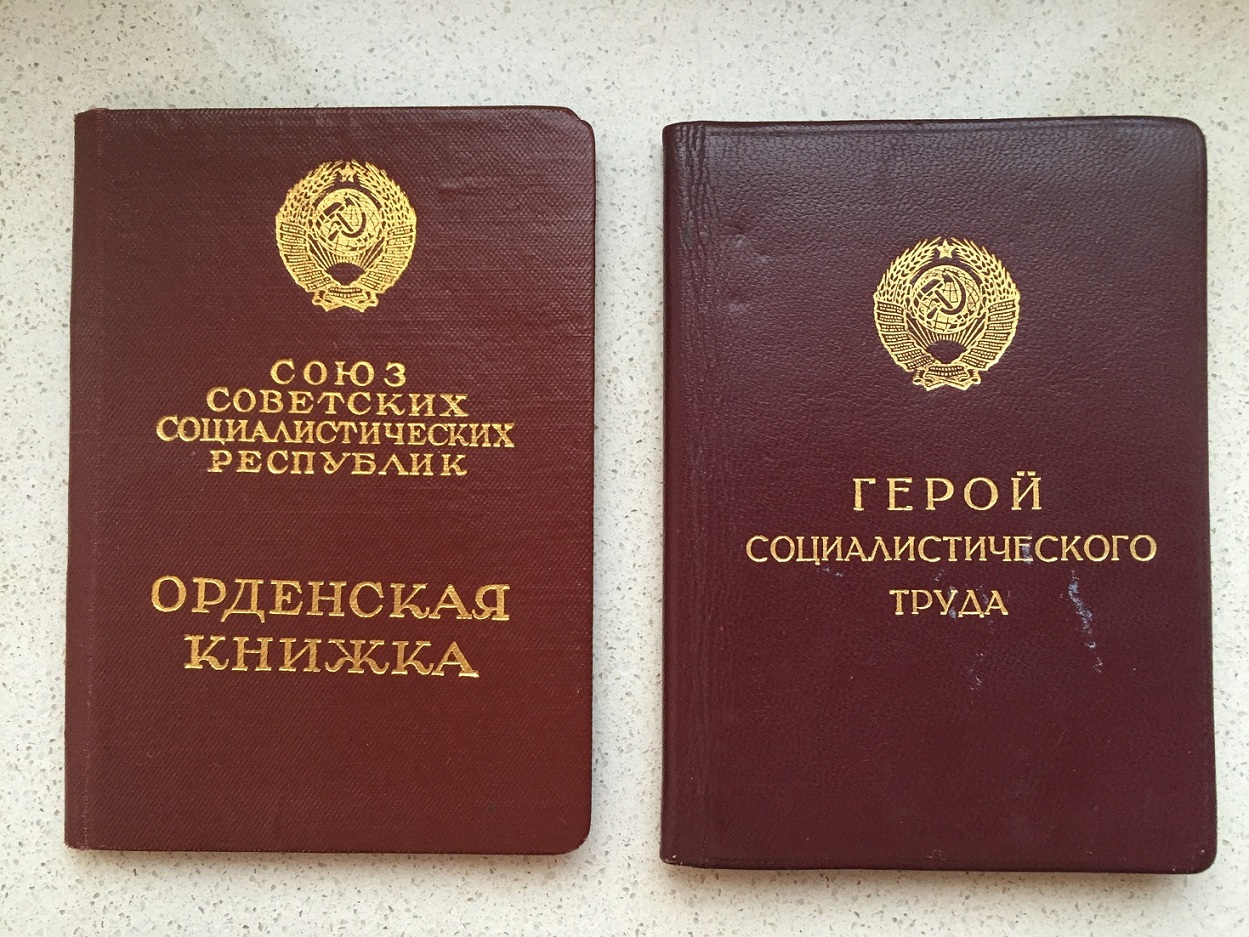 СОЮЗ
СОВЕТСКИХ
СОЦИАЛИСТИЧЕСКИХ
РЕСПУБЛИК
ОРДЕНСКАЯ
КНИЖКА
ГЕРОЙ
СОЦИАЛИСТИЧЕСКОГО
ТРУДА